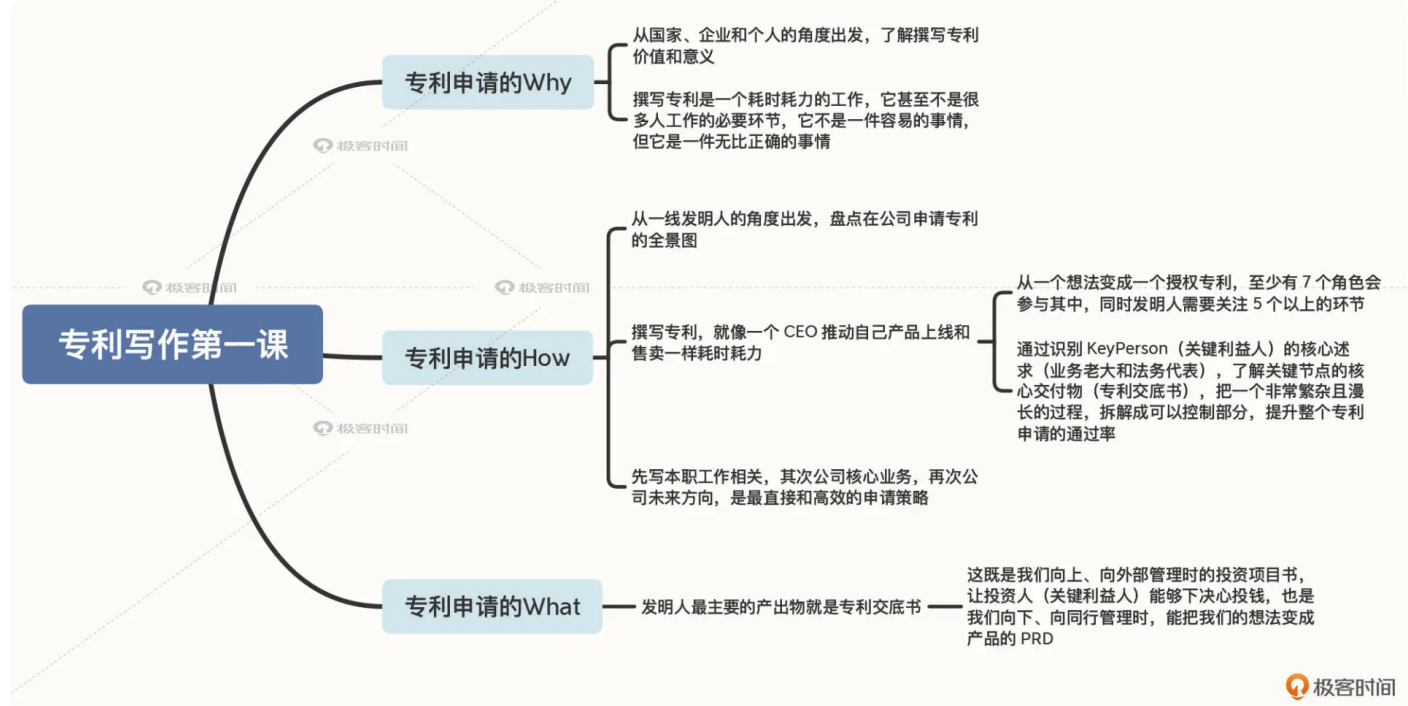 专利写作第一课
专利申请的Why
从国家、企业和个人的角度出发，了解撰写专利
价值和意义
撰写专利是一个耗时耗力的工作，它甚至不是很
多人工作的必要环节，它不是一件容易的事情，
但它是一件无比正确的事情
极客时间
极客时间
极客时间
极客时间
专利申请的How
从一线发明人的角度出发，盘点在公司申请专利
的全景图
撰写专利，就像一个 CEO 推动自己产品上线和
售卖一样耗时耗力
从一个想法变成一个授权专利，至少有 7 个角色会
参与其中，同时发明人需要关注 5 个以上的环节
通过识别 KeyPerson（关键利益人）的核心述
求（业务老大和法务代表），了解关键节点的核
心交付物（专利交底书），把一个非常繁杂且漫
长的过程，拆解成可以控制部分，提升整个专利
申请的通过率
先写本职工作相关，其次公司核心业务，再次公
司未来方向，是最直接和高效的申请策略
专利申请的What
发明人最主要的产出物就是专利交底书
这既是我们向上、向外部管理时的投资项目书，
让投资人（关键利益人）能够下决心投钱，也是
我们向下、向同行管理时，能把我们的想法变成
产品的 PRD
极客时间